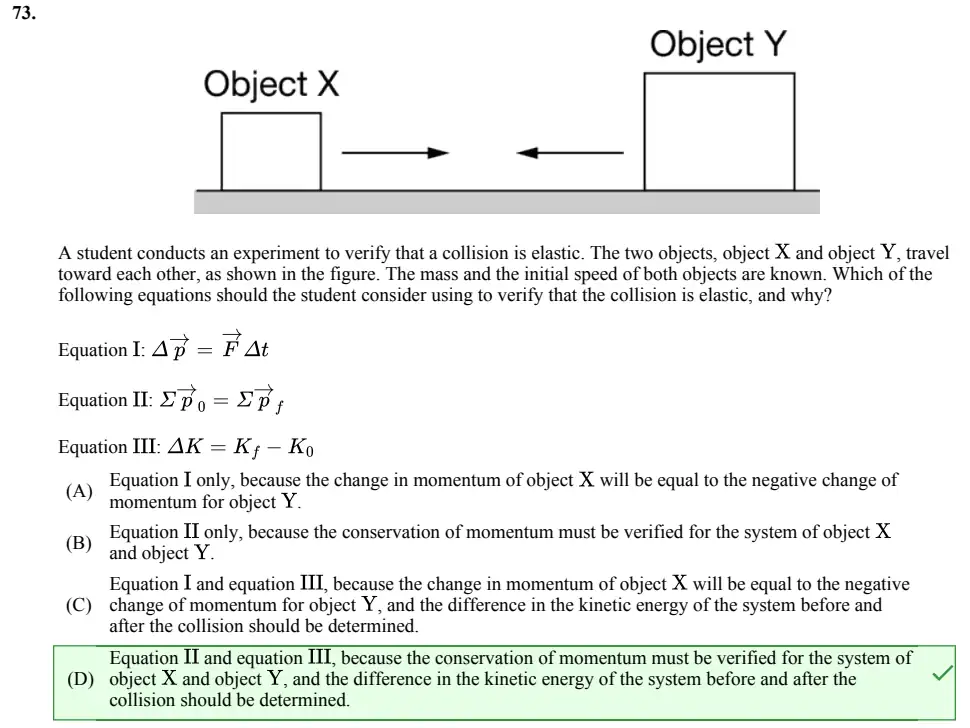 73.
Object Y
Object X
A student conducts an experiment to verify that a collision is elastic. The two objects, object X and object Y, travel
toward each other, as shown in the figure. The mass and the initial speed of both objects are known. Which of the
following equations should the student consider using to verify that the collision is elastic, and why?
Equation I: Δp⃗ = F⃗ Δt
Equation II: Σp⃗₀ = Σp⃗_f
Equation III: ΔK = K_f − K₀
(A) Equation I only, because the change in momentum of object X will be equal to the negative change of
momentum for object Y.
(B) Equation II only, because the conservation of momentum must be verified for the system of object X
and object Y.
(C) Equation I and equation III, because the change in momentum of object X will be equal to the negative
change of momentum for object Y, and the difference in the kinetic energy of the system before and
after the collision should be determined.
(D) Equation II and equation III, because the conservation of momentum must be verified for the system of
object X and object Y, and the difference in the kinetic energy of the system before and after the
collision should be determined.